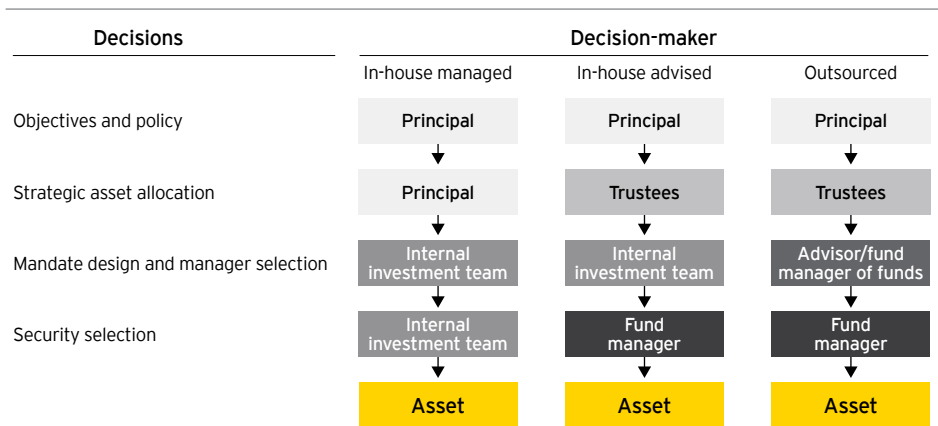 Decisions
Decision-maker
In-house managed
In-house advised
Outsourced
Objectives and policy
Principal
Principal
Principal
Strategic asset allocation
Principal
Trustees
Trustees
Mandate design and manager selection
Internal
investment team
Internal
investment team
Advisor/fund
manager of funds
Security selection
Internal
investment team
Fund
manager
Fund
manager
Asset
Asset
Asset